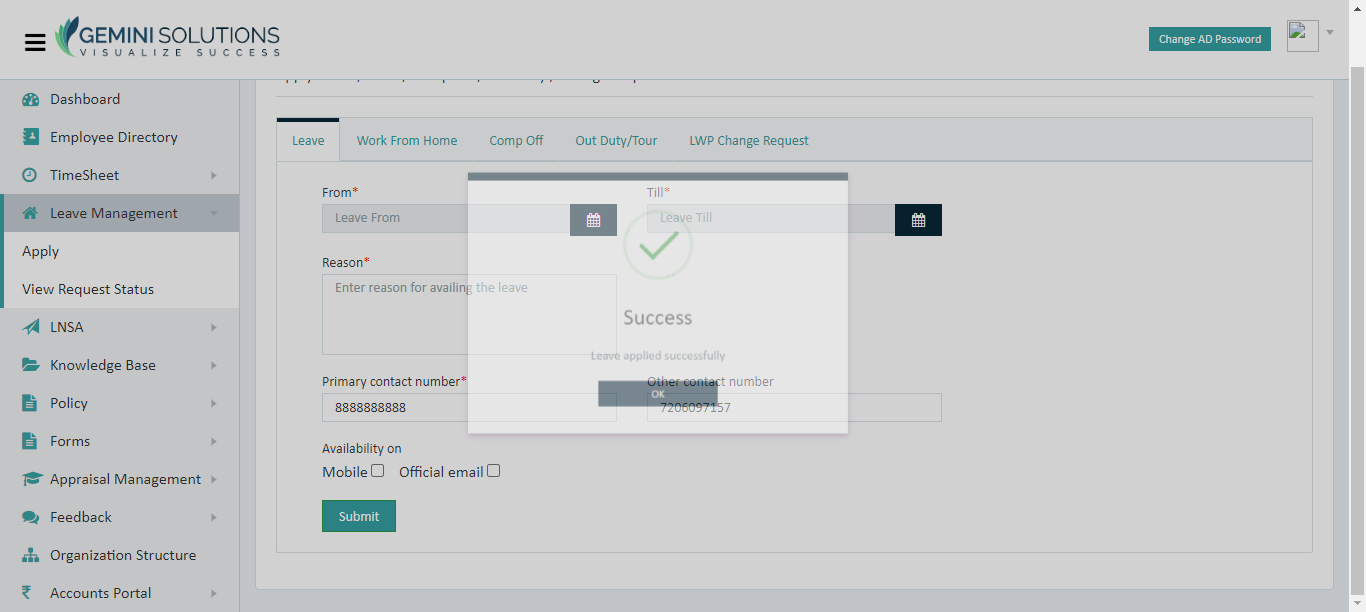 GEMINI SOLUTIONS
VISUALIZE SUCCESS
Change AD Password
Dashboard
Employee Directory
TimeSheet
Leave Management
Apply
View Request Status
LNSA
Knowledge Base
Policy
Forms
Appraisal Management
Feedback
Organization Structure
Accounts Portal
Leave Work From Home Comp Off Out Duty/Tour LWP Change Request
From* Till*
Leave From Leave Till
Reason*
Enter reason for availing the leave
Success
Leave applied successfully
OK
Primary contact number* Other contact number
8888888888 7206097157
Availability on
Mobile Official email
Submit